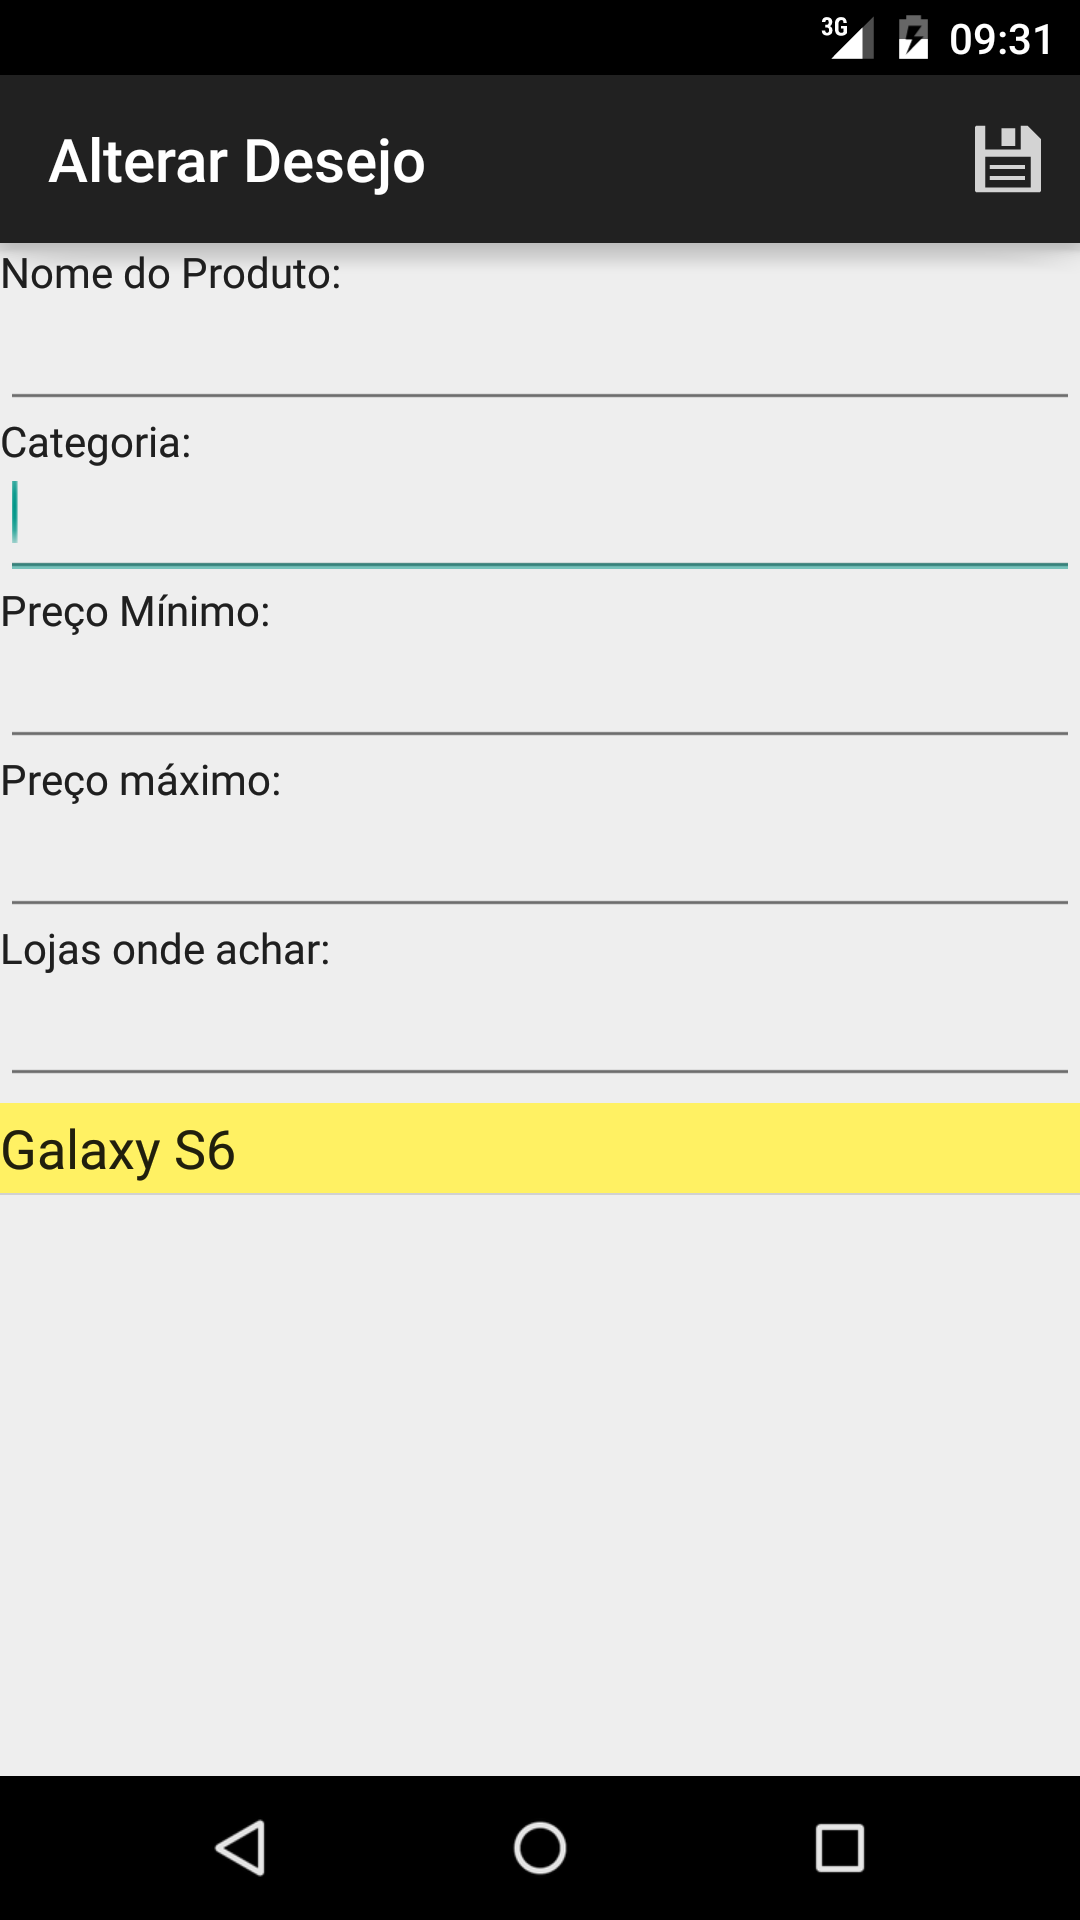 3G 09:31
Alterar Desejo
Nome do Produto:
Categoria:
Preço Mínimo:
Preço máximo:
Lojas onde achar:
Galaxy S6